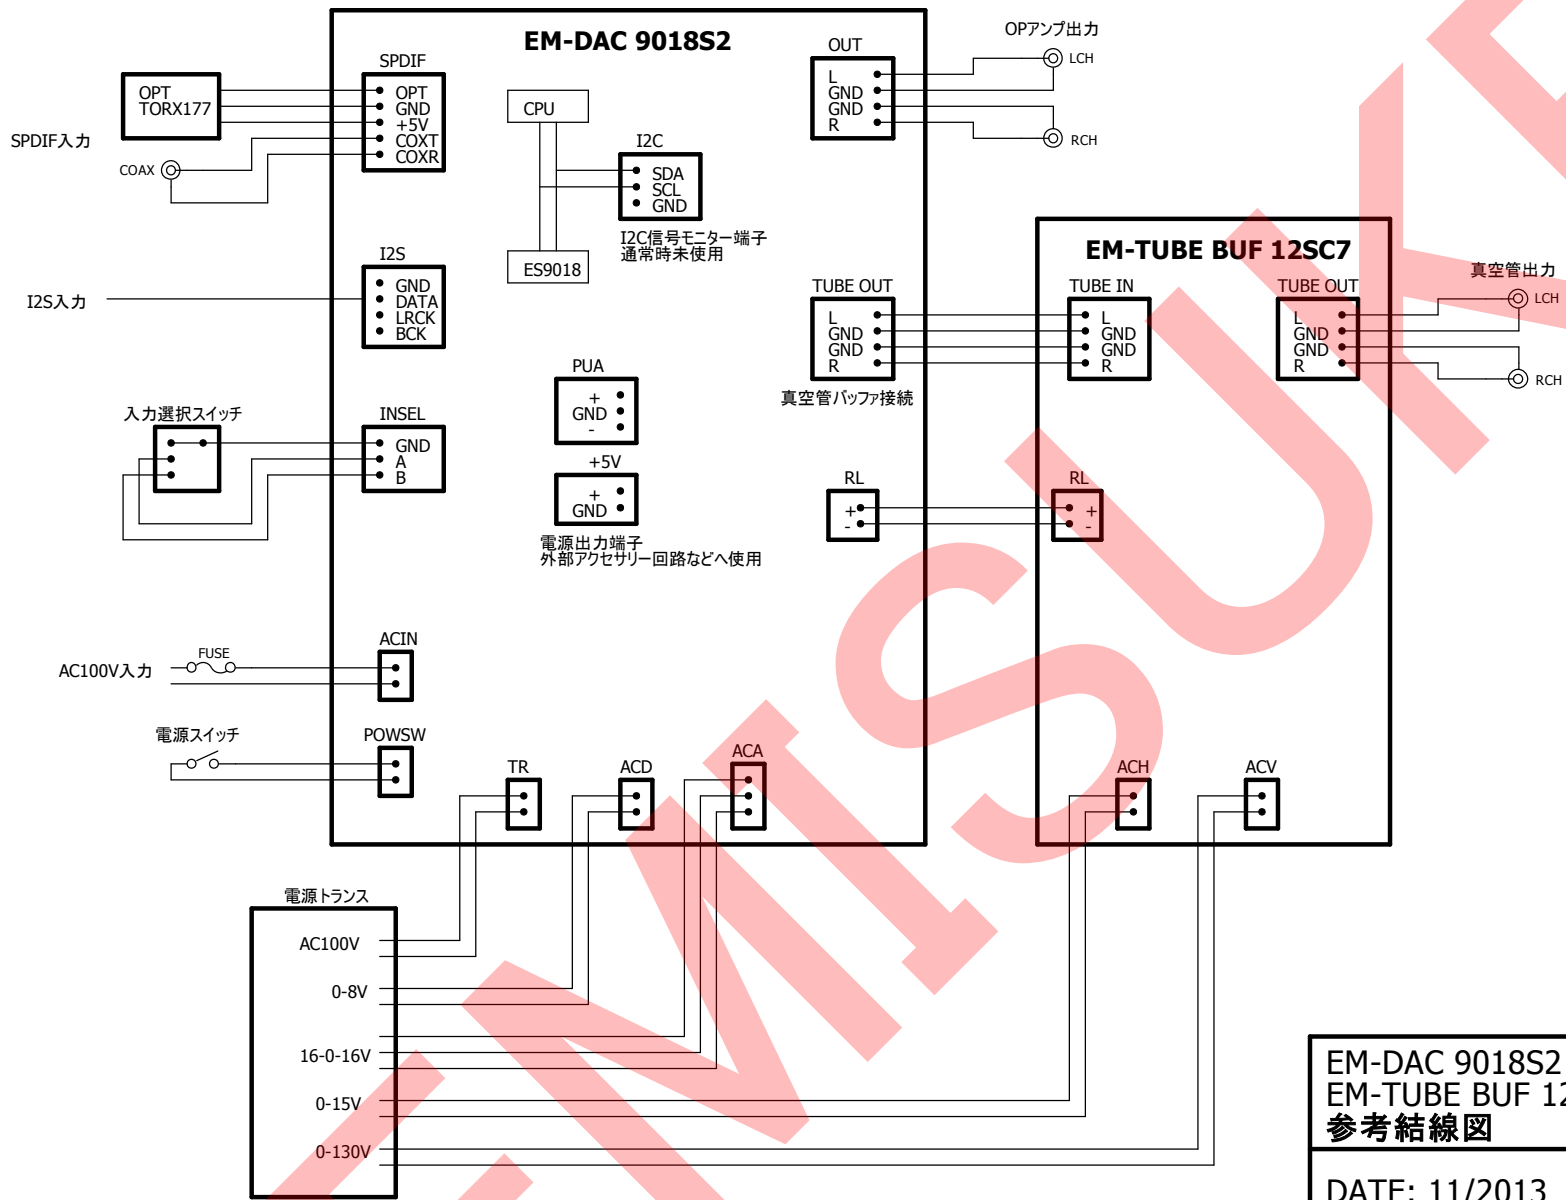 EM-DAC 9018S2
SPDIF
OPT
TORX177
OPT
GND
+5V
COXT
COXR
SPDIF入力
COAX
CPU
I2C
SDA
SCL
GND
I2C信号モニター端子
通常時未使用
ES9018
OUT
L
GND
GND
R
OPアンプ出力
LCH
RCH
I2S
GND
DATA
LRCK
BCK
I2S入力
TUBE OUT
L
GND
GND
R
真空管バッファ接続
EM-TUBE BUF 12SC7
TUBE IN
L
GND
GND
R
TUBE OUT
L
GND
GND
R
真空管出力
LCH
RCH
PUA
+
GND
-
+5V
+
GND
電源出力端子
外部アクセサリー回路などへ使用
入力選択スイッチ
INSEL
GND
A
B
RL
+
-
RL
+
-
ACIN
FUSE
AC100V入力
電源スイッチ
POWSW
TR
ACD
ACA
ACH
ACV
電源トランス
AC100V
0-8V
16-0-16V
0-15V
0-130V
EM-DAC 9018S2
EM-TUBE BUF 12
参考結線図
DATE: 11/2013